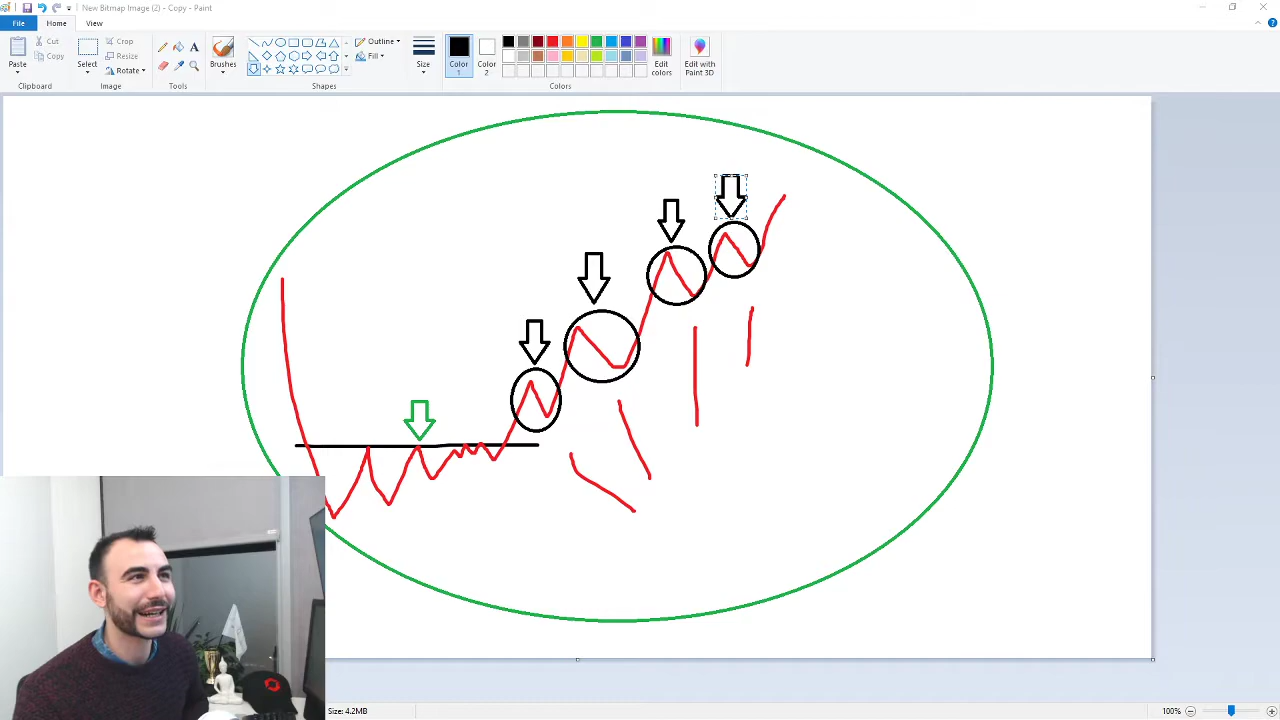 New Bitmap Image (2) - Copy - Paint
File Home View
Paste
Cut
Copy
Clipboard
Select
Crop
Resize
Rotate
Image
Tools
Brushes
Shapes
Outline
Fill
Size
Color 1
Color 2
Colors
Edit colors
Edit with Paint 3D
Size: 4.2MB
100%